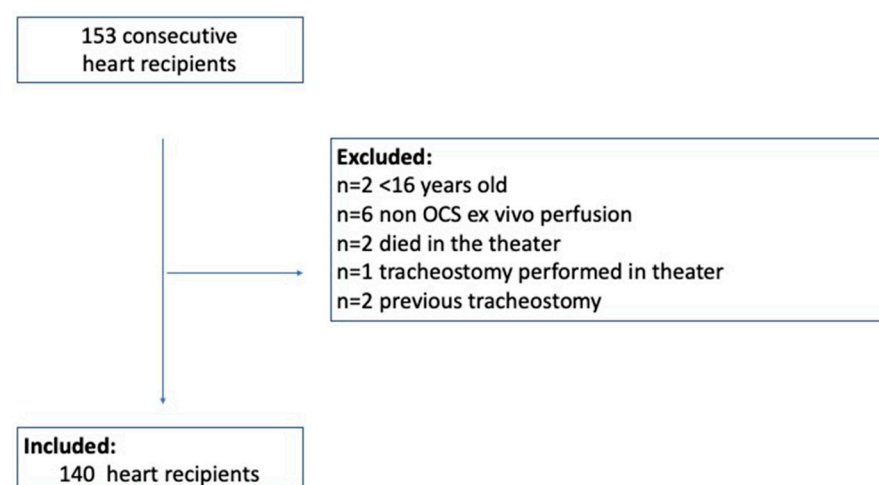 153 consecutive
heart recipients
Excluded:
n=2 <16 years old
n=6 non OCS ex vivo perfusion
n=2 died in the theater
n=1 tracheostomy performed in theater
n=2 previous tracheostomy
Included:
140 heart recipients